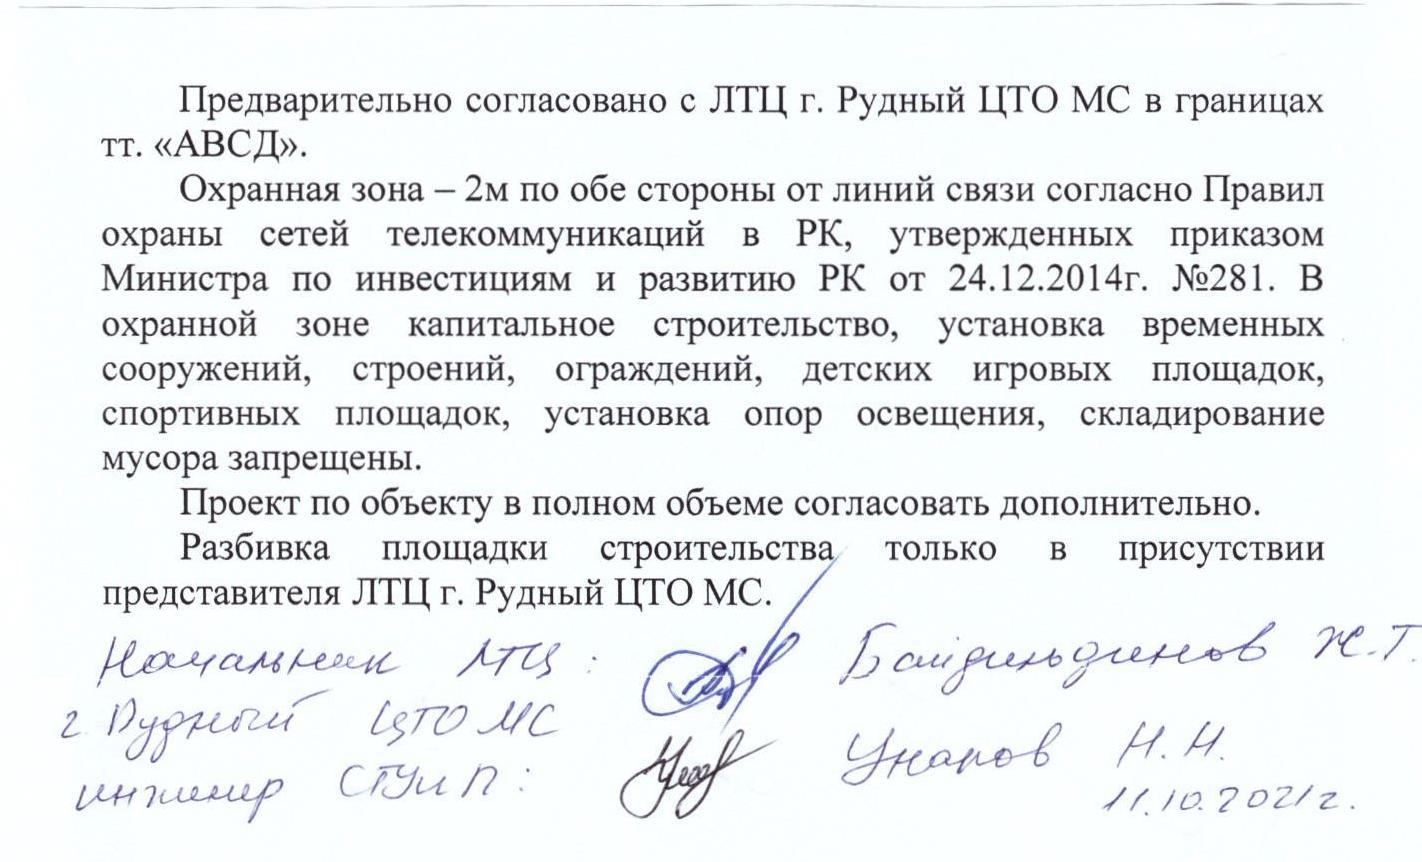 Предварительно согласовано с ЛТЦ г. Рудный ЦТО МС в границах
тт. «АВСД».
Охранная зона – 2м по обе стороны от линий связи согласно Правил
охраны сетей телекоммуникаций в РК, утвержденных приказом
Министра по инвестициям и развитию РК от 24.12.2014г. №281. В
охранной зоне капитальное строительство, установка временных
сооружений, строений, ограждений, детских игровых площадок,
спортивных площадок, установка опор освещения, складирование
мусора запрещены.
Проект по объекту в полном объеме согласовать дополнительно.
Разбивка площадки строительства только в присутствии
представителя ЛТЦ г. Рудный ЦТО МС.
Начальник ЛТЦ : Байдильдинов Ж.Т.
г. Рудный ЦТО МС
инженер СТУиП : Унаров Н.Н.
11.10.2021г.